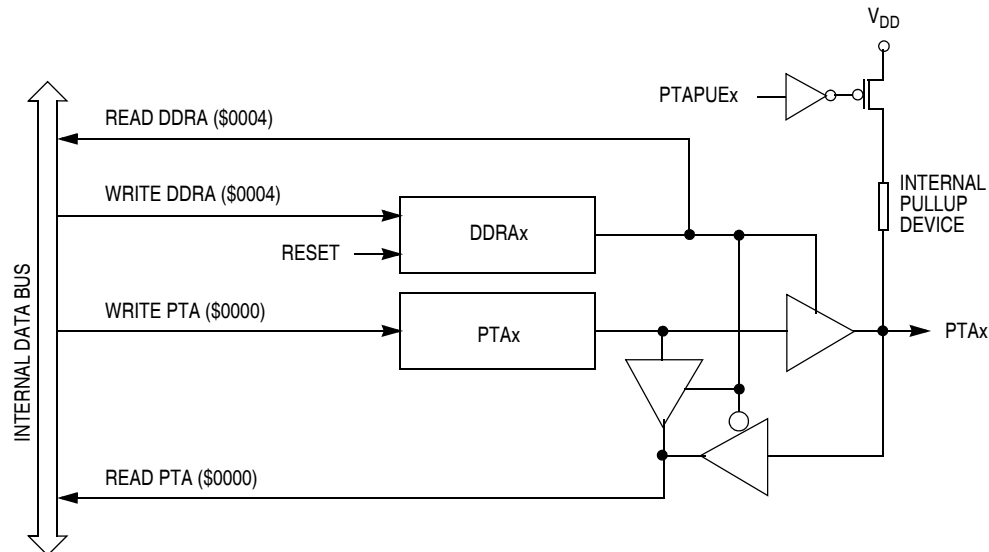 VDD
PTAPUEx
READ DDRA ($0004)
INTERNAL
PULLUP
DEVICE
WRITE DDRA ($0004)
DDRAx
RESET
WRITE PTA ($0000)
PTAx
PTAx
INTERNAL DATA BUS
READ PTA ($0000)